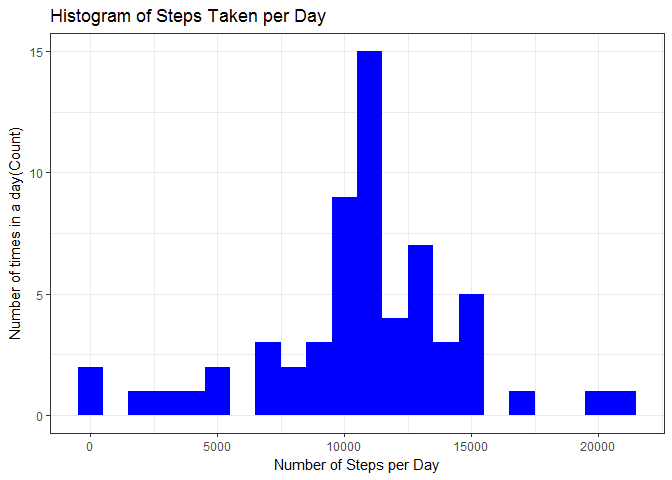 Histogram of Steps Taken per Day
Number of times in a day(Count)
15
10
5
0
0 5000 10000 15000 20000
Number of Steps per Day